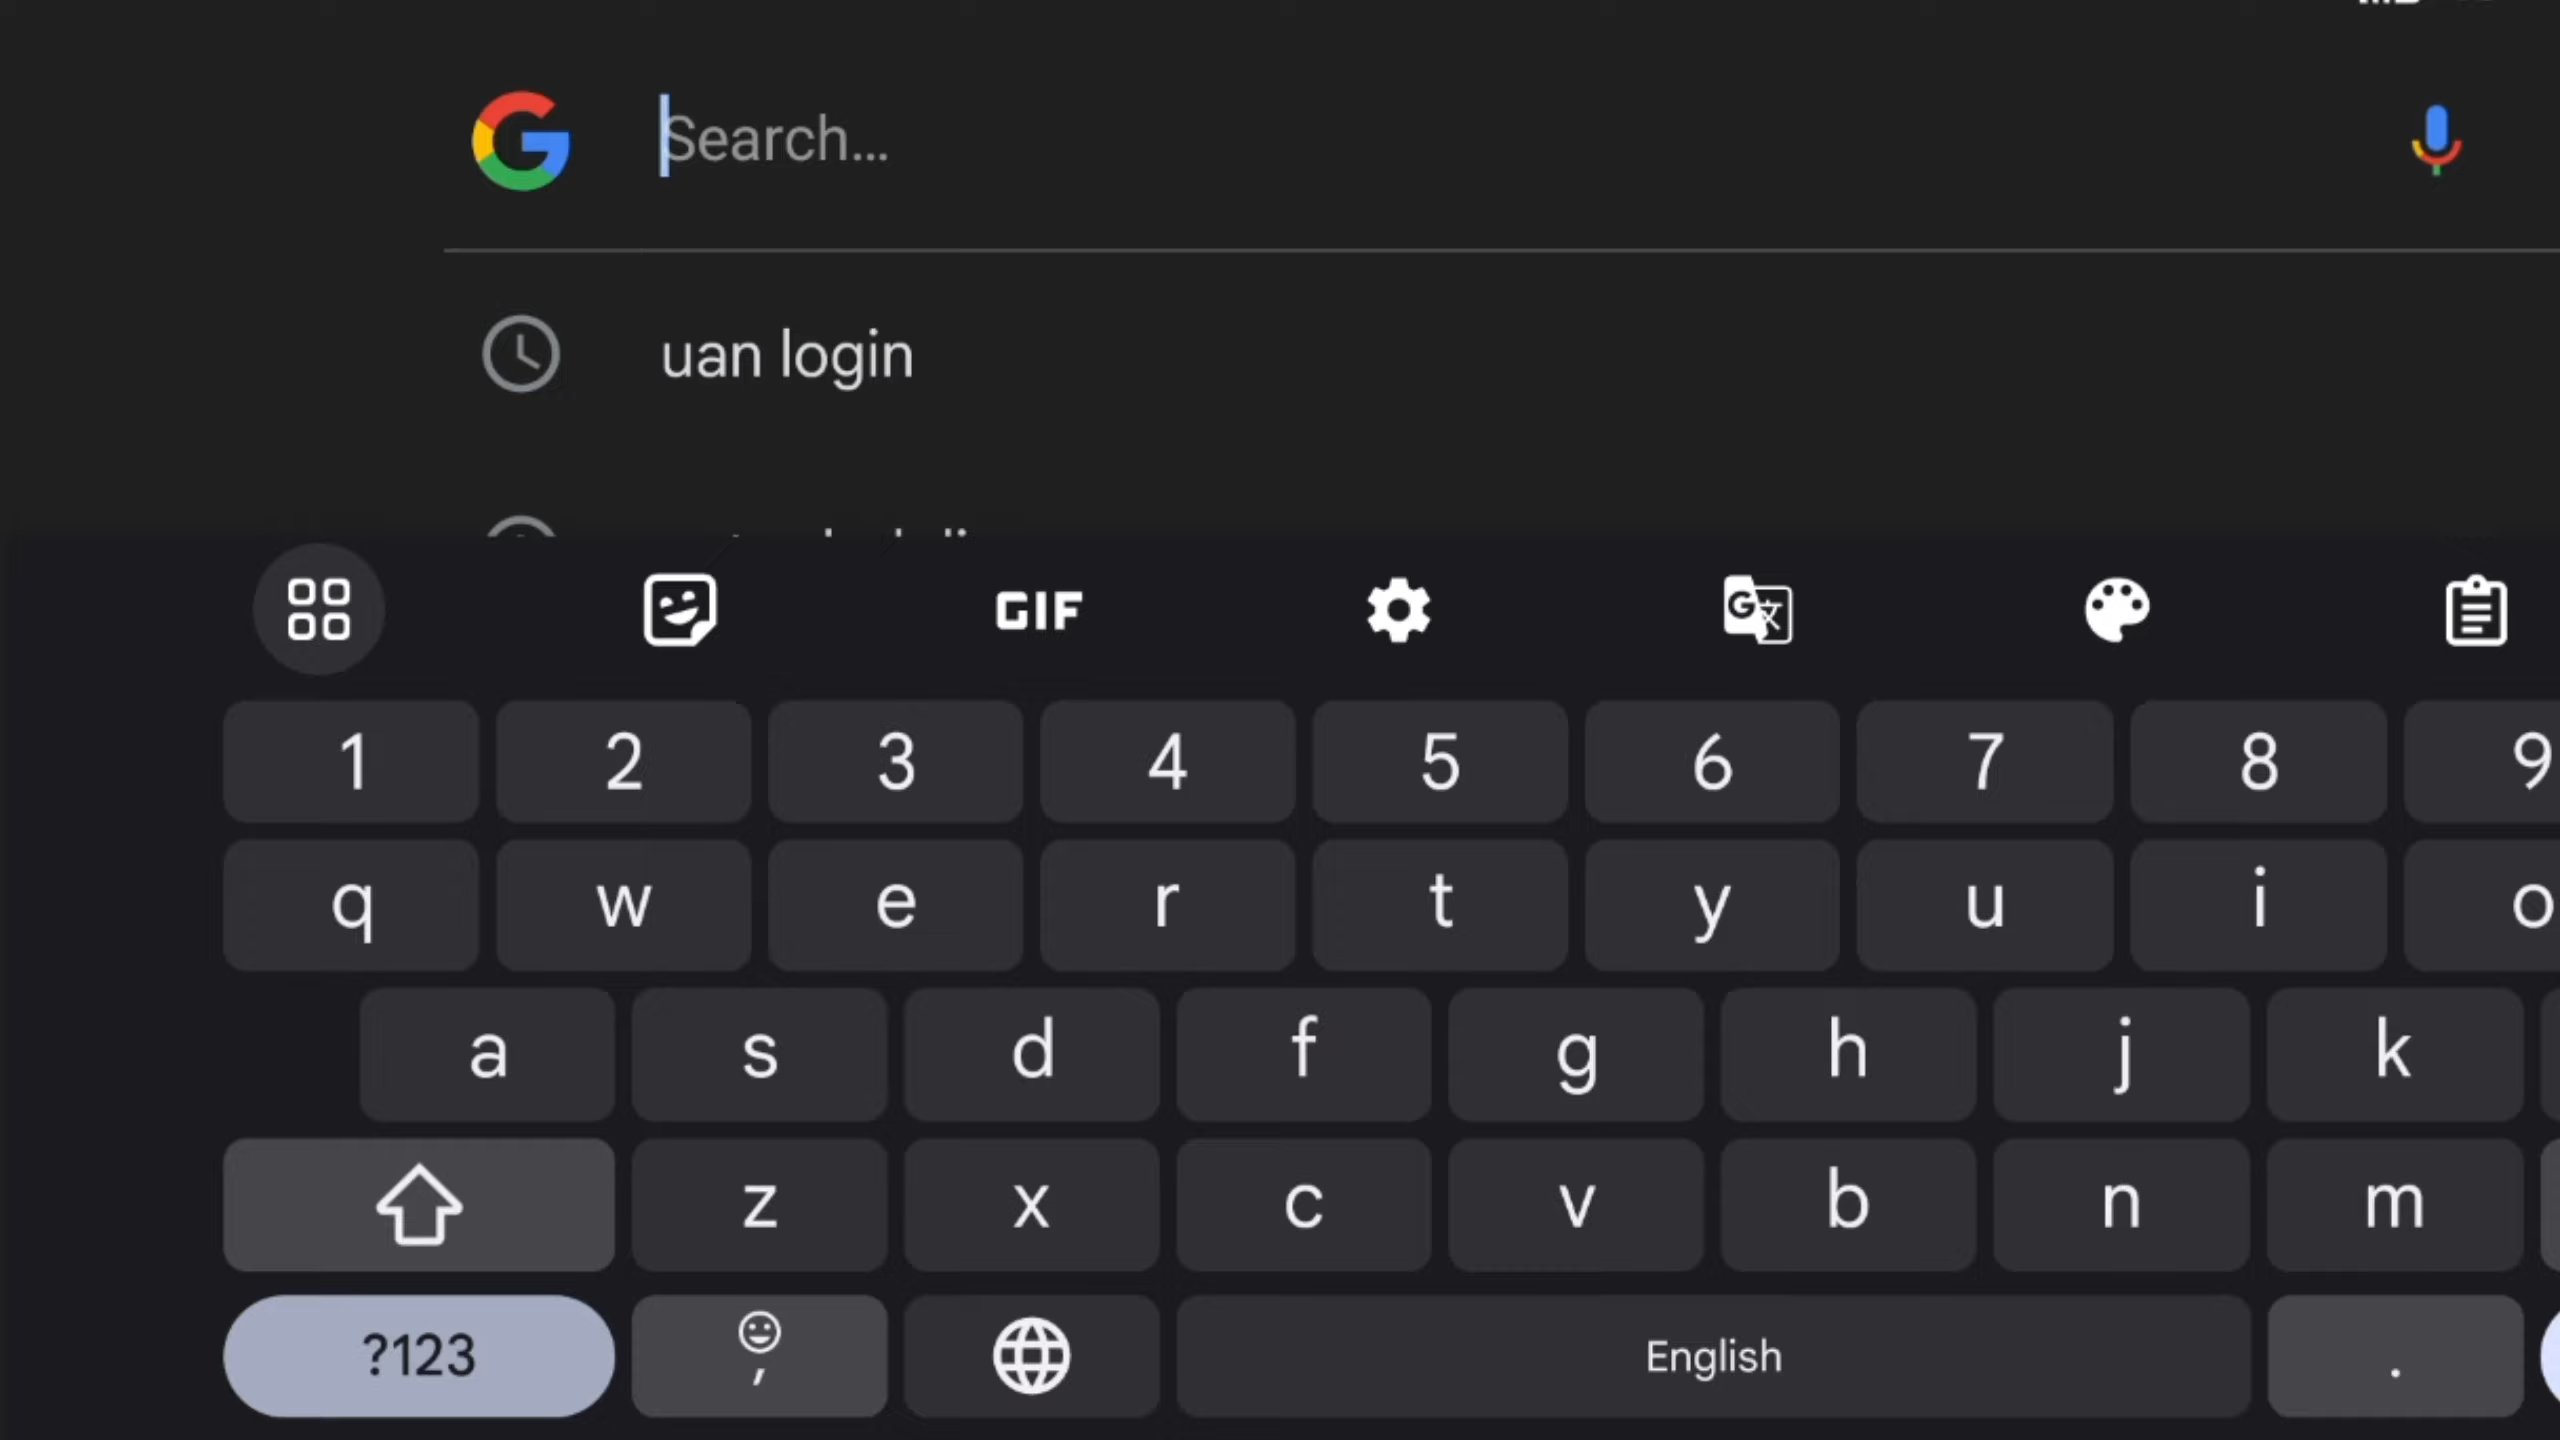 Search...
uan login
GIF
1 2 3 4 5 6 7 8 9
q w e r t y u i o
a s d f g h j k
z x c v b n m
?123 , English .